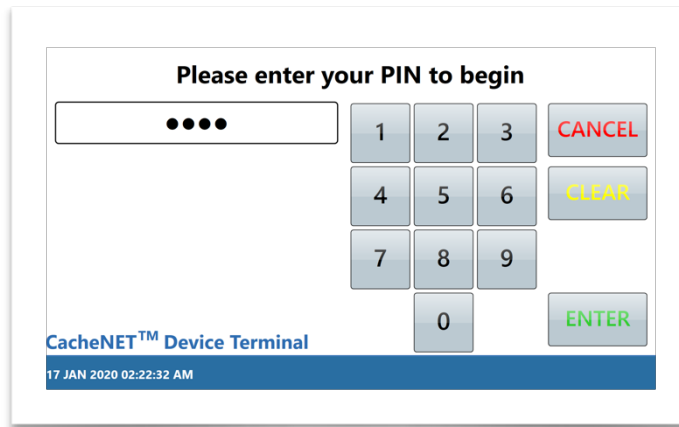 Please enter your PIN to begin
●●●●
1 2 3 CANCEL
4 5 6 CLEAR
7 8 9
0 ENTER
CacheNET™ Device Terminal
17 JAN 2020 02:22:32 AM